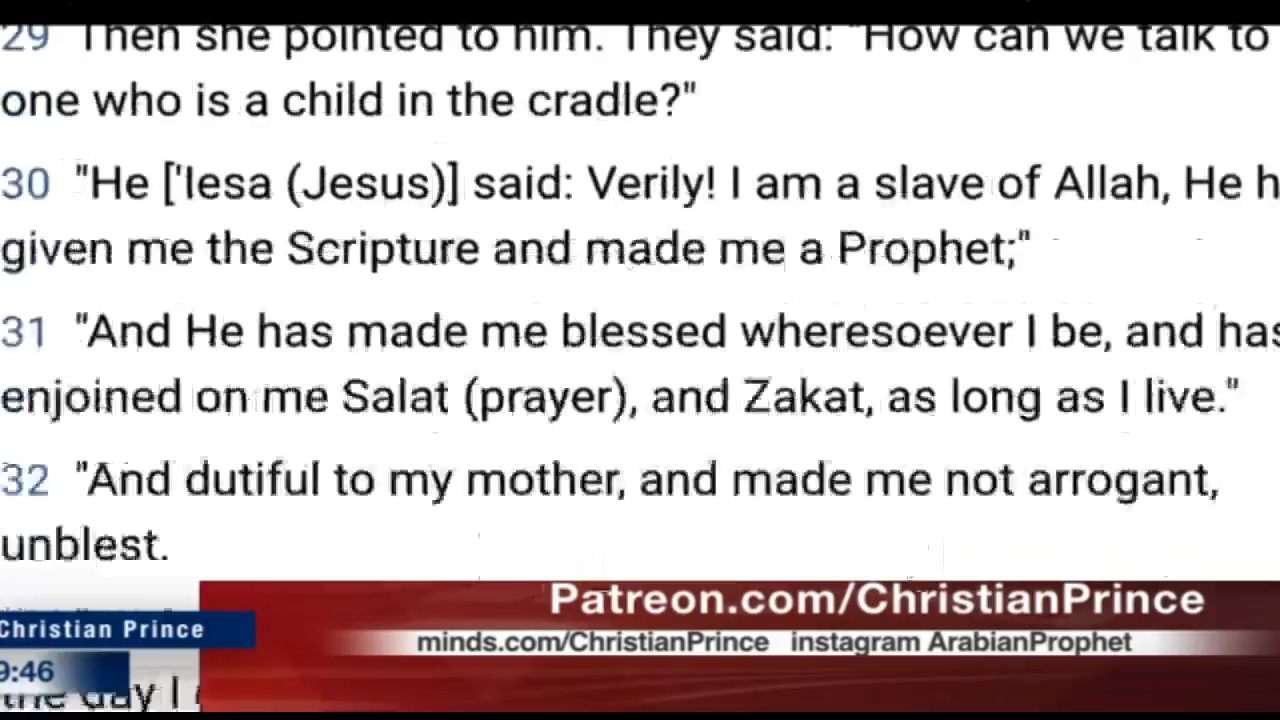 29 Then she pointed to him. They said: "How can we talk to
one who is a child in the cradle?"
30 "He ['Iesa (Jesus)] said: Verily! I am a slave of Allah, He h
given me the Scripture and made me a Prophet;"
31 "And He has made me blessed wheresoever I be, and has
enjoined on me Salat (prayer), and Zakat, as long as I live."
32 "And dutiful to my mother, and made me not arrogant,
unblest.
Patreon.com/ChristianPrince
Christian Prince
minds.com/ChristianPrince instagram ArabianProphet
9:46
the day I